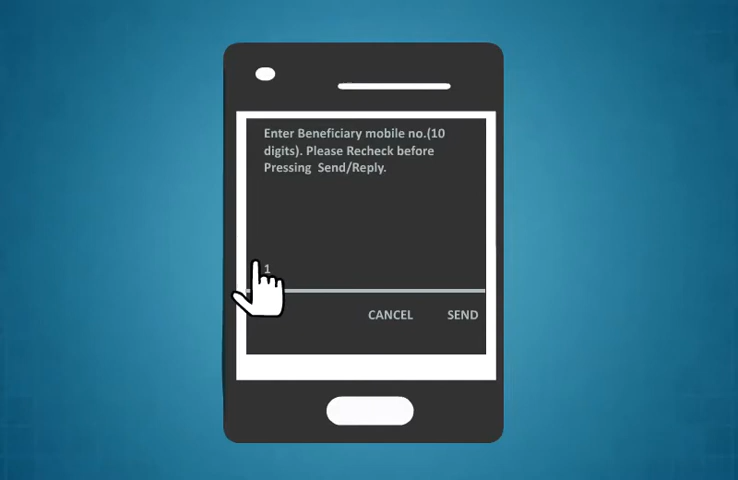 Enter Beneficiary mobile no.(10
digits). Please Recheck before
Pressing Send/Reply.
1
CANCEL SEND